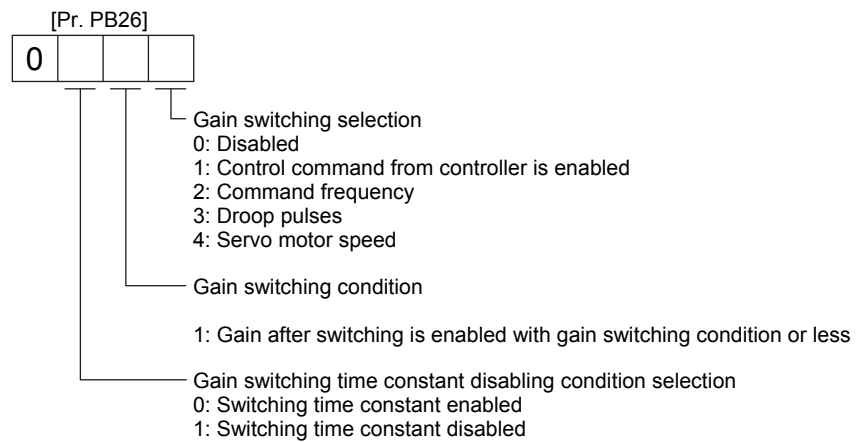 [Pr. PB26]
0
Gain switching selection
0: Disabled
1: Control command from controller is enabled
2: Command frequency
3: Droop pulses
4: Servo motor speed
Gain switching condition
1: Gain after switching is enabled with gain switching condition or less
Gain switching time constant disabling condition selection
0: Switching time constant enabled
1: Switching time constant disabled